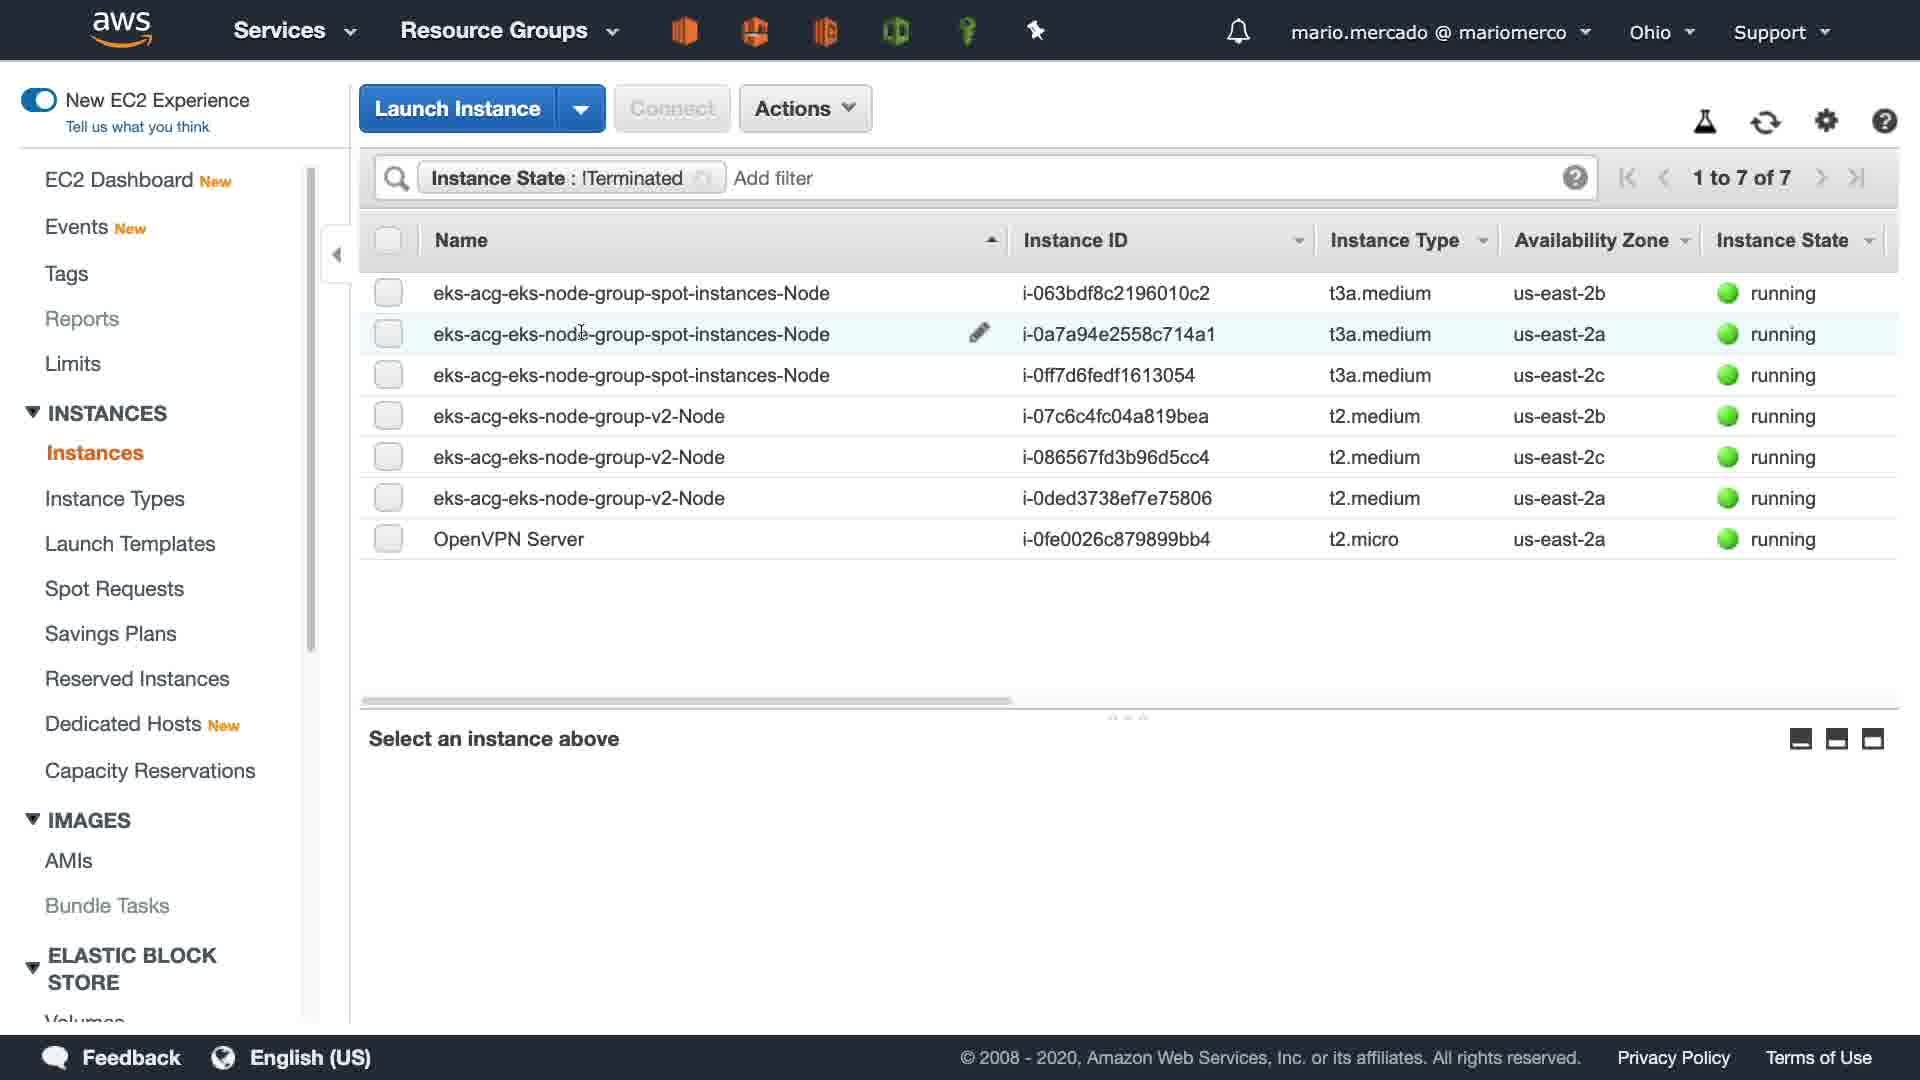 aws Services Resource Groups mario.mercado @ mariomerco Ohio Support
New EC2 Experience
Tell us what you think
EC2 Dashboard New
Events New
Tags
Reports
Limits
INSTANCES
Instances
Instance Types
Launch Templates
Spot Requests
Savings Plans
Reserved Instances
Dedicated Hosts New
Capacity Reservations
IMAGES
AMIs
Bundle Tasks
ELASTIC BLOCK
STORE
Volumes
Launch Instance Connect Actions
Instance State : !Terminated Add filter 1 to 7 of 7
Name Instance ID Instance Type Availability Zone Instance State
eks-acg-eks-node-group-spot-instances-Node i-063bdf8c2196010c2 t3a.medium us-east-2b running
eks-acg-eks-node-group-spot-instances-Node i-0a7a94e2558c714a1 t3a.medium us-east-2a running
eks-acg-eks-node-group-spot-instances-Node i-0ff7d6fedf1613054 t3a.medium us-east-2c running
eks-acg-eks-node-group-v2-Node i-07c6c4fc04a819bea t2.medium us-east-2b running
eks-acg-eks-node-group-v2-Node i-086567fd3b96d5cc4 t2.medium us-east-2c running
eks-acg-eks-node-group-v2-Node i-0ded3738ef7e75806 t2.medium us-east-2a running
OpenVPN Server i-0fe0026c879899bb4 t2.micro us-east-2a running
Select an instance above
Feedback English (US) © 2008 - 2020, Amazon Web Services, Inc. or its affiliates. All rights reserved. Privacy Policy Terms of Use